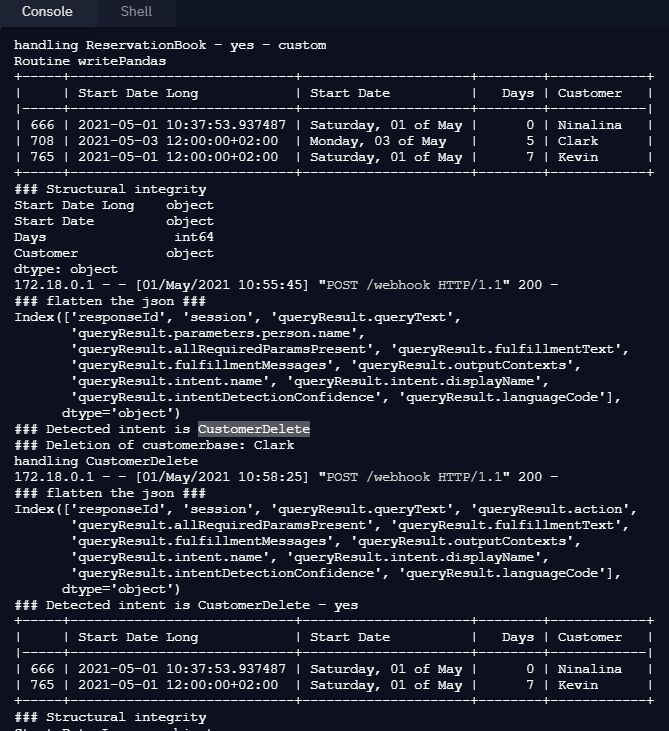 Console Shell
handling ReservationBook - yes - custom
Routine writePandas
+-----+----------------------------+----------------------+--------+------------+
|     | Start Date Long            | Start Date           |   Days | Customer   |
|-----+----------------------------+----------------------+--------+------------|
| 666 | 2021-05-01 10:37:53.937487 | Saturday, 01 of May |      0 | Ninalina   |
| 708 | 2021-05-03 12:00:00+02:00  | Monday, 03 of May   |      5 | Clark      |
| 765 | 2021-05-01 12:00:00+02:00  | Saturday, 01 of May |      7 | Kevin      |
+-----+----------------------------+----------------------+--------+------------+
### Structural integrity
Start Date Long    object
Start Date         object
Days                int64
Customer           object
dtype: object
172.18.0.1 - - [01/May/2021 10:55:45] "POST /webhook HTTP/1.1" 200 -
### flatten the json ###
Index(['responseId', 'session', 'queryResult.queryText',
       'queryResult.parameters.person.name',
       'queryResult.allRequiredParamsPresent', 'queryResult.fulfillmentText',
       'queryResult.fulfillmentMessages', 'queryResult.outputContexts',
       'queryResult.intent.name', 'queryResult.intent.displayName',
       'queryResult.intentDetectionConfidence', 'queryResult.languageCode'],
      dtype='object')
### Detected intent is CustomerDelete
### Deletion of customerbase: Clark
handling CustomerDelete
172.18.0.1 - - [01/May/2021 10:58:25] "POST /webhook HTTP/1.1" 200 -
### flatten the json ###
Index(['responseId', 'session', 'queryResult.queryText', 'queryResult.action',
       'queryResult.allRequiredParamsPresent', 'queryResult.fulfillmentText',
       'queryResult.fulfillmentMessages', 'queryResult.outputContexts',
       'queryResult.intent.name', 'queryResult.intent.displayName',
       'queryResult.intentDetectionConfidence', 'queryResult.languageCode'],
      dtype='object')
### Detected intent is CustomerDelete - yes
+-----+----------------------------+----------------------+--------+------------+
|     | Start Date Long            | Start Date           |   Days | Customer   |
|-----+----------------------------+----------------------+--------+------------|
| 666 | 2021-05-01 10:37:53.937487 | Saturday, 01 of May |      0 | Ninalina   |
| 765 | 2021-05-01 12:00:00+02:00  | Saturday, 01 of May |      7 | Kevin      |
+-----+----------------------------+----------------------+--------+------------+
### Structural integrity